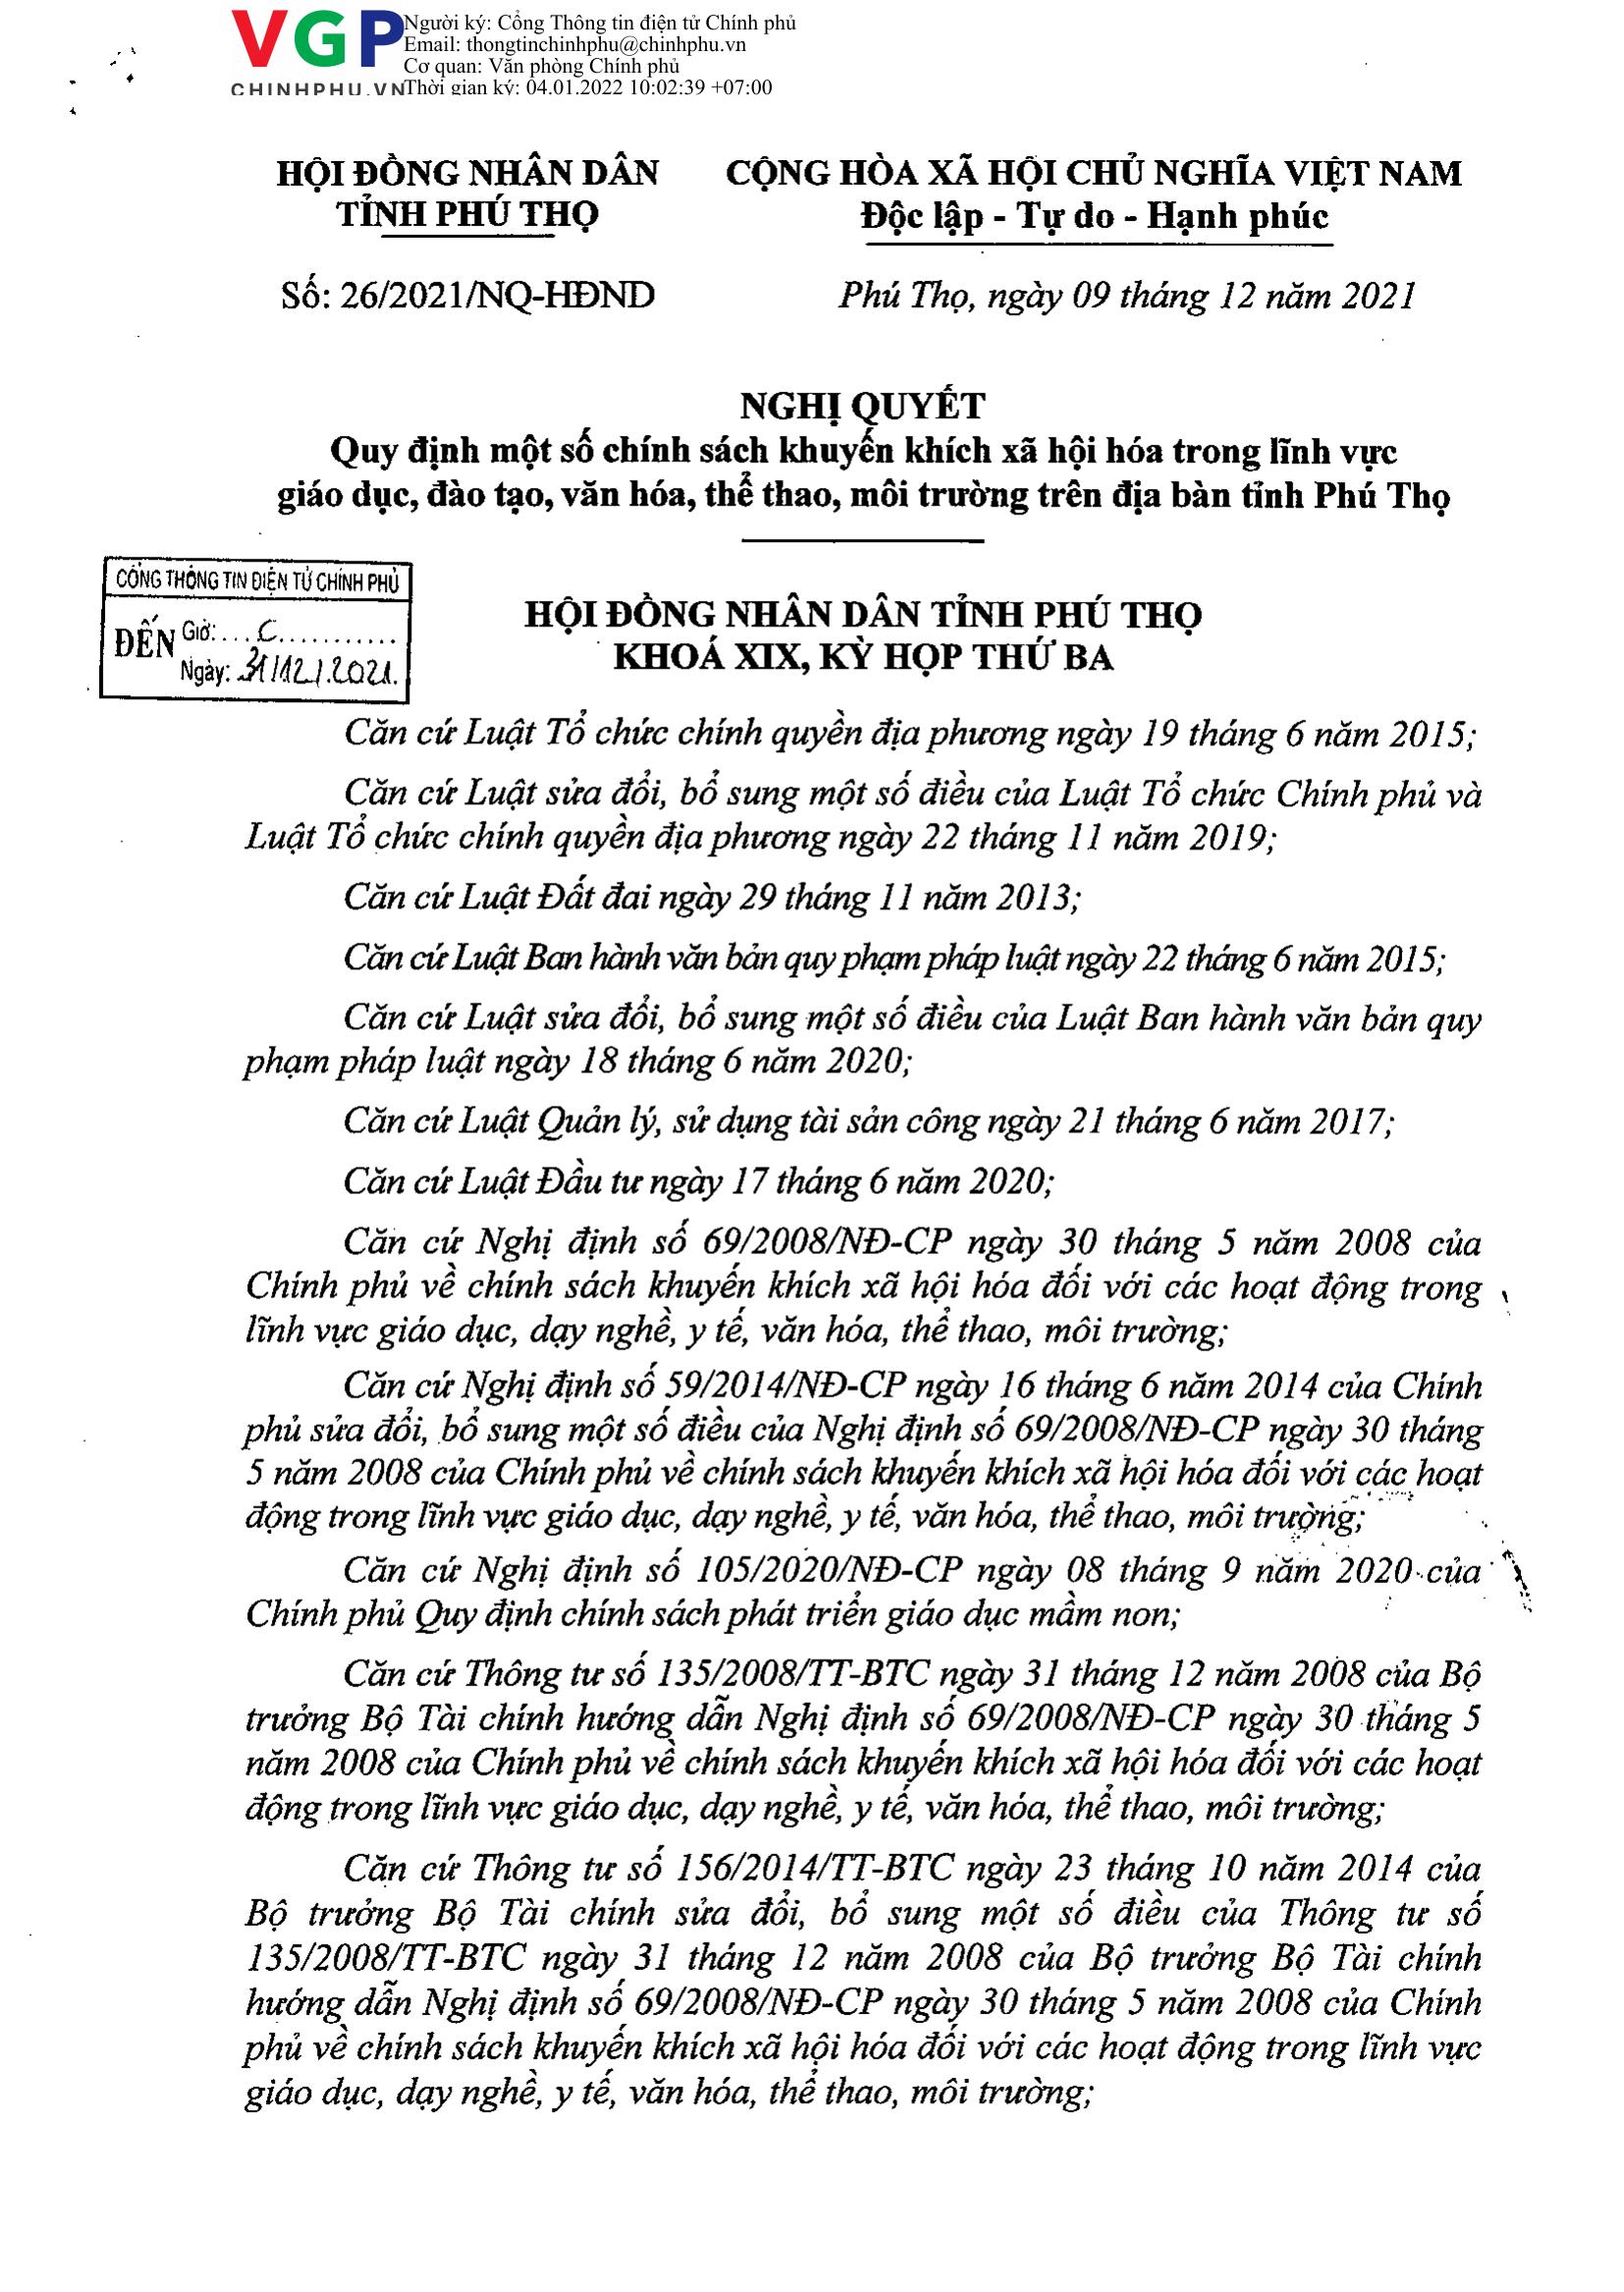 VGP
CHINHPHU.VN
Người ký: Cổng Thông tin điện tử Chính phủ
Email: thongtinchinhphu@chinhphu.vn
Cơ quan: Văn phòng Chính phủ
Thời gian ký: 04.01.2022 10:02:39 +07:00
HỘI ĐỒNG NHÂN DÂN
TỈNH PHÚ THỌ
CỘNG HÒA XÃ HỘI CHỦ NGHĨA VIỆT NAM
Độc lập - Tự do - Hạnh phúc
Số: 26/2021/NQ-HĐND
Phú Thọ, ngày 09 tháng 12 năm 2021
NGHỊ QUYẾT
Quy định một số chính sách khuyến khích xã hội hóa trong lĩnh vực
giáo dục, đào tạo, văn hóa, thể thao, môi trường trên địa bàn tỉnh Phú Thọ
CỔNG THÔNG TIN ĐIỆN TỬ CHÍNH PHỦ
ĐẾN Giờ: ...C...........
Ngày: 31/12/.2021.
HỘI ĐỒNG NHÂN DÂN TỈNH PHÚ THỌ
KHOÁ XIX, KỲ HỌP THỨ BA
Căn cứ Luật Tổ chức chính quyền địa phương ngày 19 tháng 6 năm 2015;
Căn cứ Luật sửa đổi, bổ sung một số điều của Luật Tổ chức Chính phủ và
Luật Tổ chức chính quyền địa phương ngày 22 tháng 11 năm 2019;
Căn cứ Luật Đất đai ngày 29 tháng 11 năm 2013;
Căn cứ Luật Ban hành văn bản quy phạm pháp luật ngày 22 tháng 6 năm 2015;
Căn cứ Luật sửa đổi, bổ sung một số điều của Luật Ban hành văn bản quy
phạm pháp luật ngày 18 tháng 6 năm 2020;
Căn cứ Luật Quản lý, sử dụng tài sản công ngày 21 tháng 6 năm 2017;
Căn cứ Luật Đầu tư ngày 17 tháng 6 năm 2020;
Căn cứ Nghị định số 69/2008/NĐ-CP ngày 30 tháng 5 năm 2008 của
Chính phủ về chính sách khuyến khích xã hội hóa đối với các hoạt động trong
lĩnh vực giáo dục, dạy nghề, y tế, văn hóa, thể thao, môi trường;
Căn cứ Nghị định số 59/2014/NĐ-CP ngày 16 tháng 6 năm 2014 của Chính
phủ sửa đổi, bổ sung một số điều của Nghị định số 69/2008/NĐ-CP ngày 30 tháng
5 năm 2008 của Chính phủ về chính sách khuyến khích xã hội hóa đối với các hoạt
động trong lĩnh vực giáo dục, dạy nghề, y tế, văn hóa, thể thao, môi trường;
Căn cứ Nghị định số 105/2020/NĐ-CP ngày 08 tháng 9 năm 2020 của
Chính phủ Quy định chính sách phát triển giáo dục mầm non;
Căn cứ Thông tư số 135/2008/TT-BTC ngày 31 tháng 12 năm 2008 của Bộ
trưởng Bộ Tài chính hướng dẫn Nghị định số 69/2008/NĐ-CP ngày 30 tháng 5
năm 2008 của Chính phủ về chính sách khuyến khích xã hội hóa đối với các hoạt
động trong lĩnh vực giáo dục, dạy nghề, y tế, văn hóa, thể thao, môi trường;
Căn cứ Thông tư số 156/2014/TT-BTC ngày 23 tháng 10 năm 2014 của
Bộ trưởng Bộ Tài chính sửa đổi, bổ sung một số điều của Thông tư số
135/2008/TT-BTC ngày 31 tháng 12 năm 2008 của Bộ trưởng Bộ Tài chính
hướng dẫn Nghị định số 69/2008/NĐ-CP ngày 30 tháng 5 năm 2008 của Chính
phủ về chính sách khuyến khích xã hội hóa đối với các hoạt động trong lĩnh vực
giáo dục, dạy nghề, y tế, văn hóa, thể thao, môi trường;